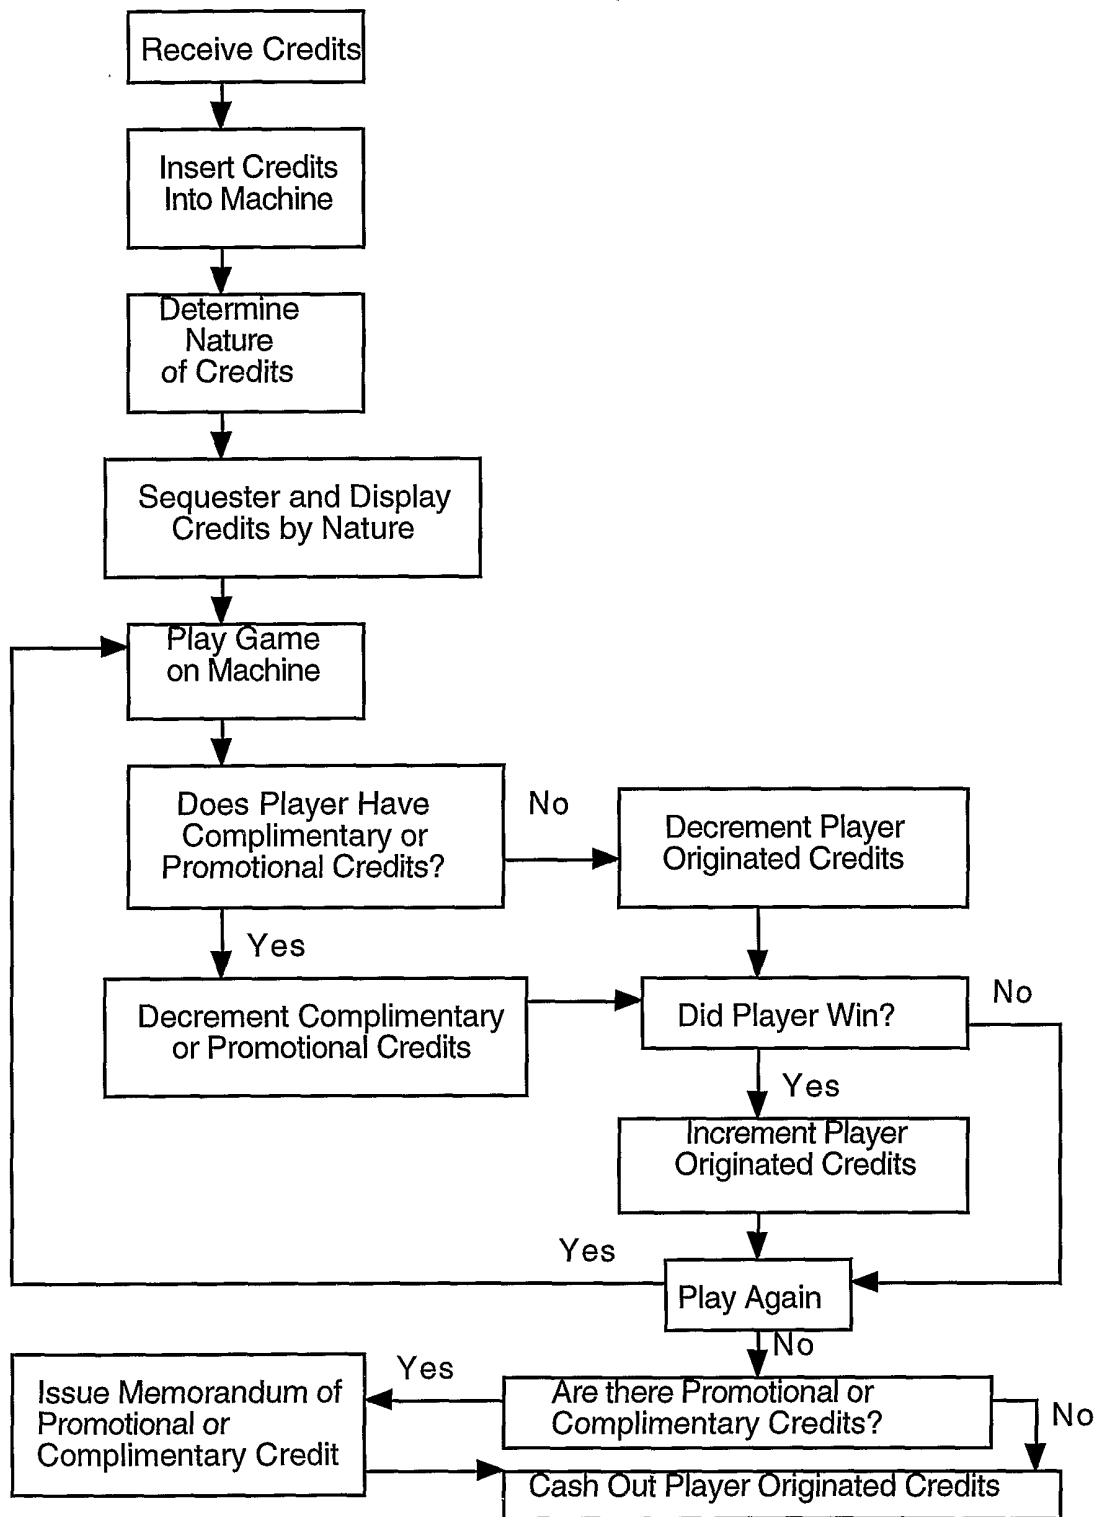 Receive Credits
Insert Credits
Into Machine
Determine
Nature
of Credits
Sequester and Display
Credits by Nature
Play Game
on Machine
Does Player Have
Complimentary or
Promotional Credits?
No
Decrement Player
Originated Credits
Yes
Decrement Complimentary
or Promotional Credits
Did Player Win?
No
Yes
Increment Player
Originated Credits
Yes
Play Again
No
Issue Memorandum of
Promotional or
Complimentary Credit
Yes
Are there Promotional or
Complimentary Credits?
No
Cash Out Player Originated Credits